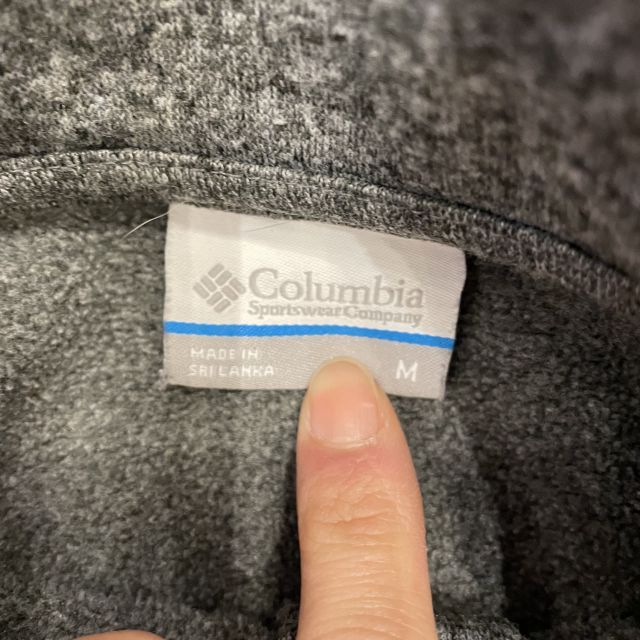 Columbia
Sportswear Company
MADE IN
SRI LANKA
M